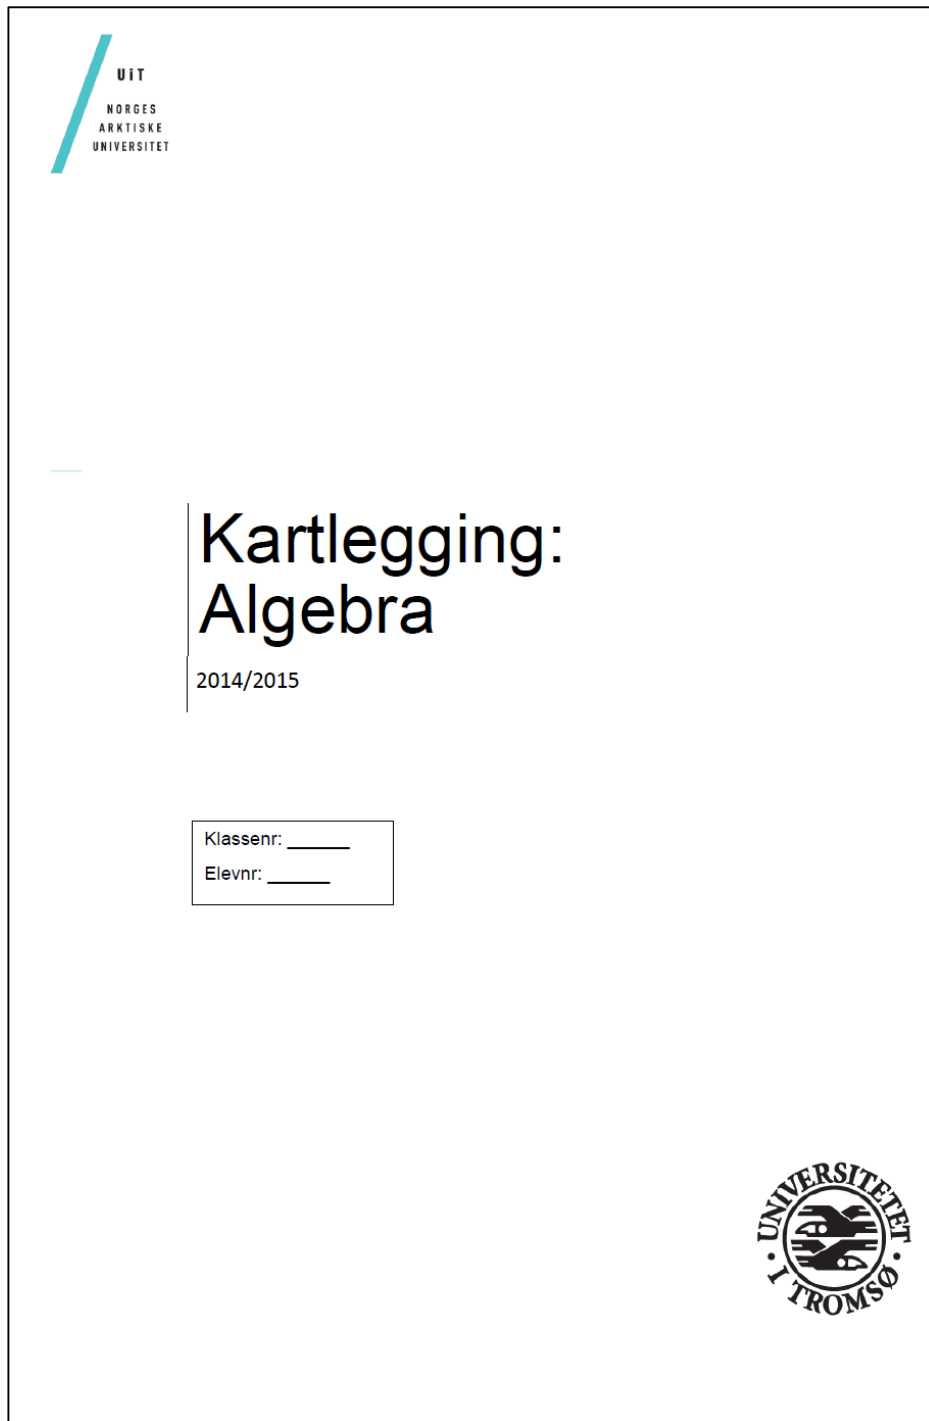 UiT
NORGES
ARKTISKE
UNIVERSITET
Kartlegging:
Algebra
2014/2015
Klassenr: ______
Elevnr: ______
UNIVERSITETET
I TROMSØ